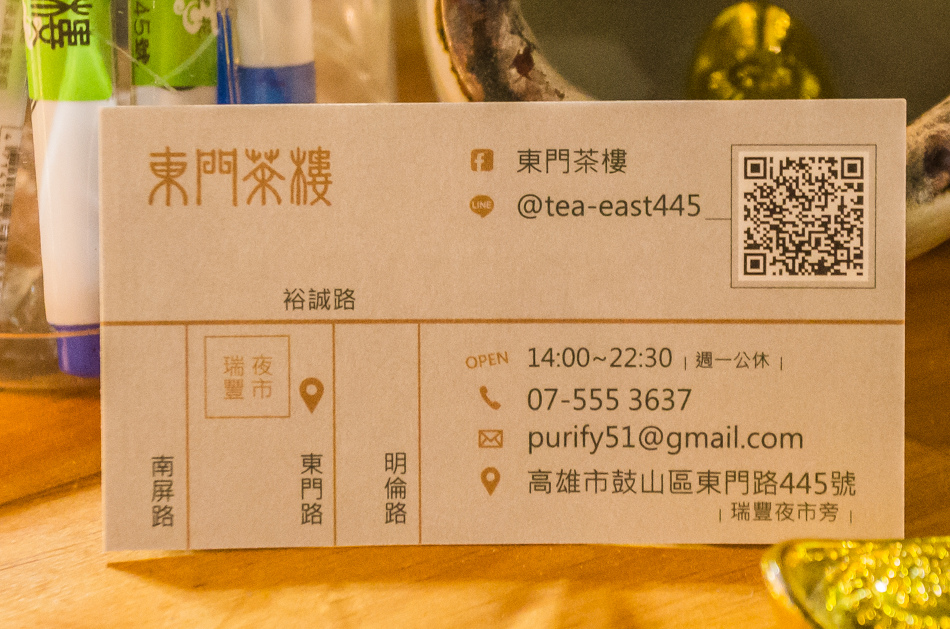 東門茶樓
東門茶樓
LINE @tea-east445
裕誠路
瑞豐
夜市
南屏路
東門路
明倫路
OPEN 14:00~22:30 | 週一公休 |
07-555 3637
purify51@gmail.com
高雄市鼓山區東門路445號
| 瑞豐夜市旁 |